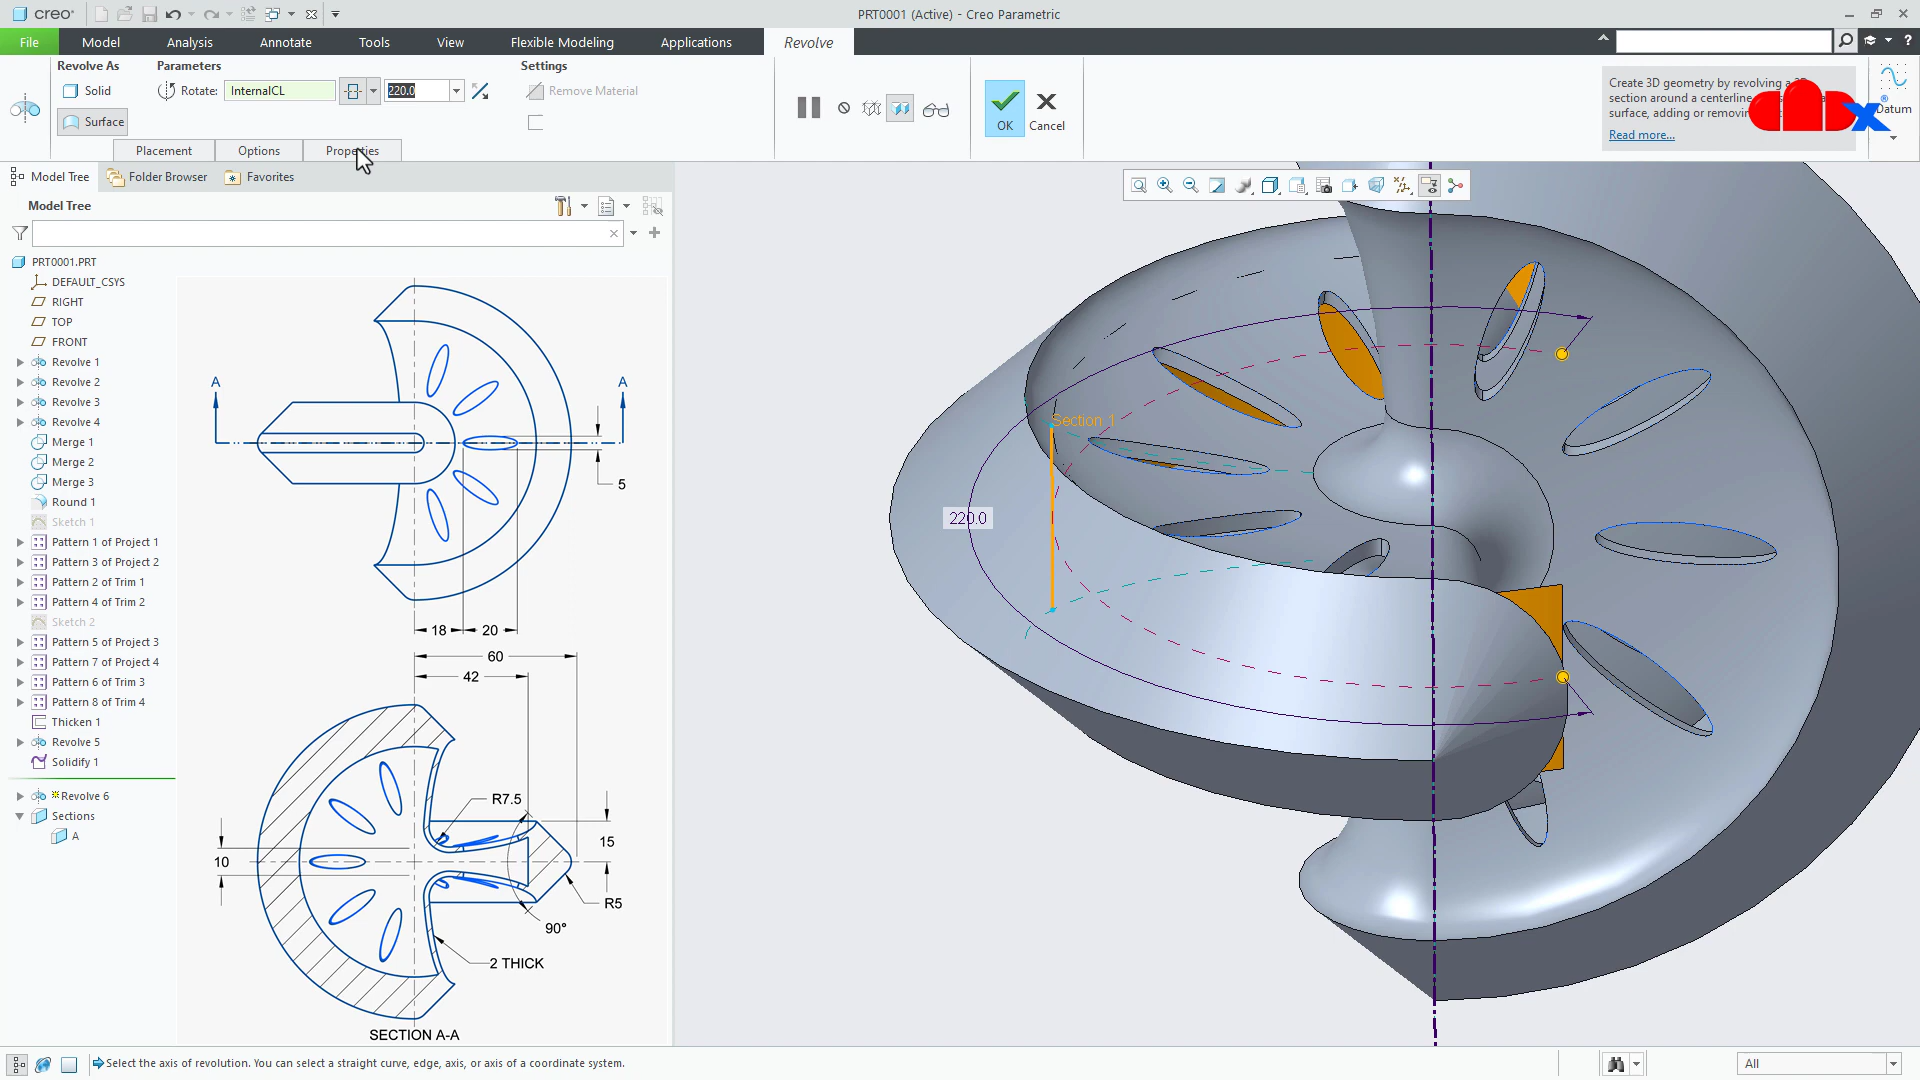 creo
PRT0001 (Active) - Creo Parametric
File
Model
Analysis
Annotate
Tools
View
Flexible Modeling
Applications
Revolve
Revolve As
Parameters
Settings
Solid
Rotate:
InternalCL
220.0
Remove Material
Surface
OK
Cancel
Create 3D geometry by revolving a 2D
section around a centerline
surface, adding or removing
Read more...
Datum
Placement
Options
Properties
Model Tree
Folder Browser
Favorites
Model Tree
PRT0001.PRT
DEFAULT_CSYS
RIGHT
TOP
FRONT
Revolve 1
Revolve 2
Revolve 3
Revolve 4
Merge 1
Merge 2
Merge 3
Round 1
Sketch 1
Pattern 1 of Project 1
Pattern 3 of Project 2
Pattern 2 of Trim 1
Pattern 4 of Trim 2
Sketch 2
Pattern 5 of Project 3
Pattern 7 of Project 4
Pattern 6 of Trim 3
Pattern 8 of Trim 4
Thicken 1
Revolve 5
Solidify 1
Revolve 6
Sections
A
A
A
5
18
20
60
42
R7.5
15
10
R5
90°
2 THICK
SECTION A-A
Section 1
220.0
Select the axis of revolution. You can select a straight curve, edge, axis, or axis of a coordinate system.
All